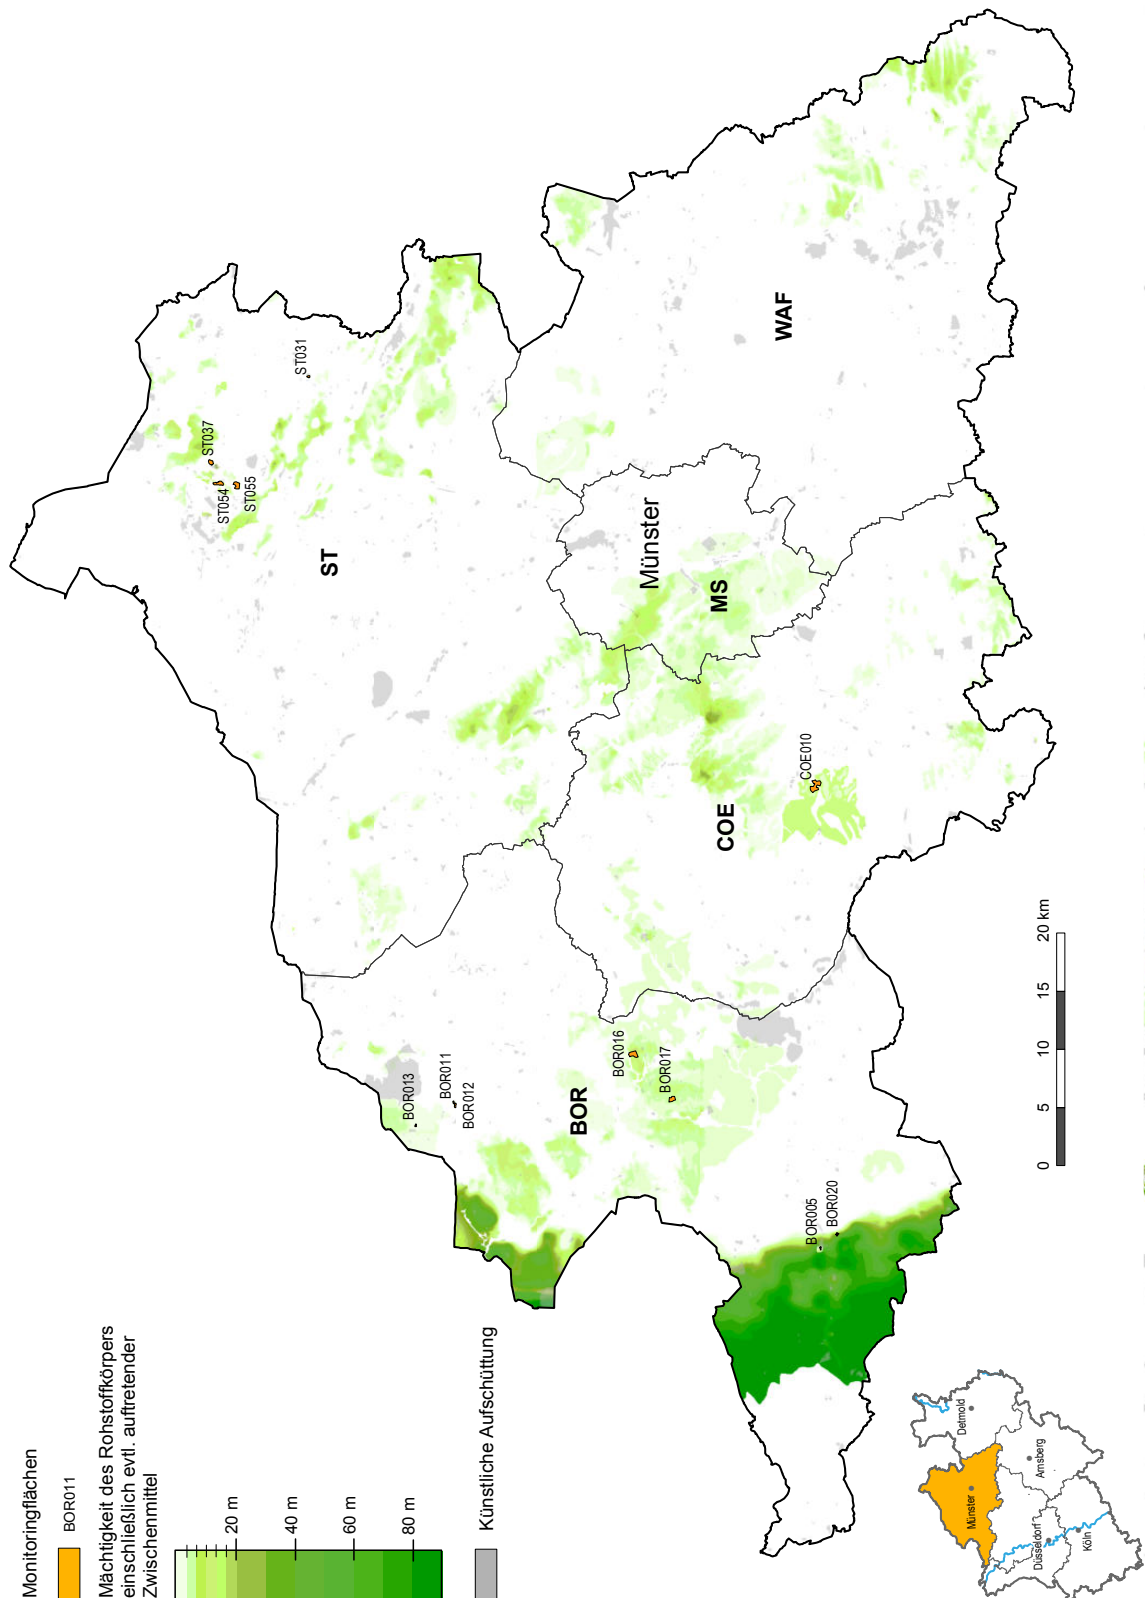 Monitoringflächen
BOR011
Mächtigkeit des Rohstoffkörpers
einschließlich evtl. auftretender
Zwischenmittel
20 m
40 m
60 m
80 m
Künstliche Aufschüttung
BOR013
BOR011
BOR012
BOR016
BOR017
BOR
BOR005
BOR020
ST
ST054
ST055
ST037
ST031
Münster
MS
COE
COE010
WAF
0
5
10
15
20 km
Münster
Detmold
Arnsberg
Düsseldorf
Köln